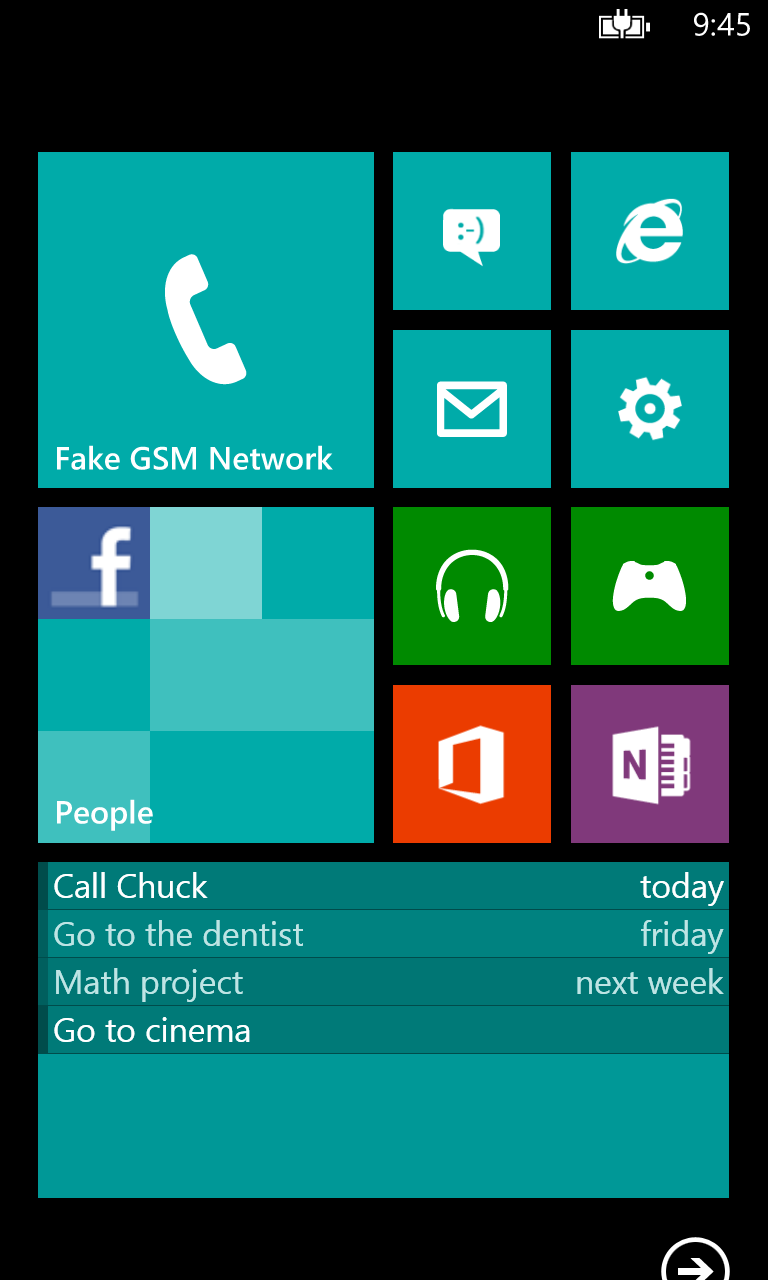 9:45
:-)
Fake GSM Network
f
People
N
Call Chuck today
Go to the dentist friday
Math project next week
Go to cinema